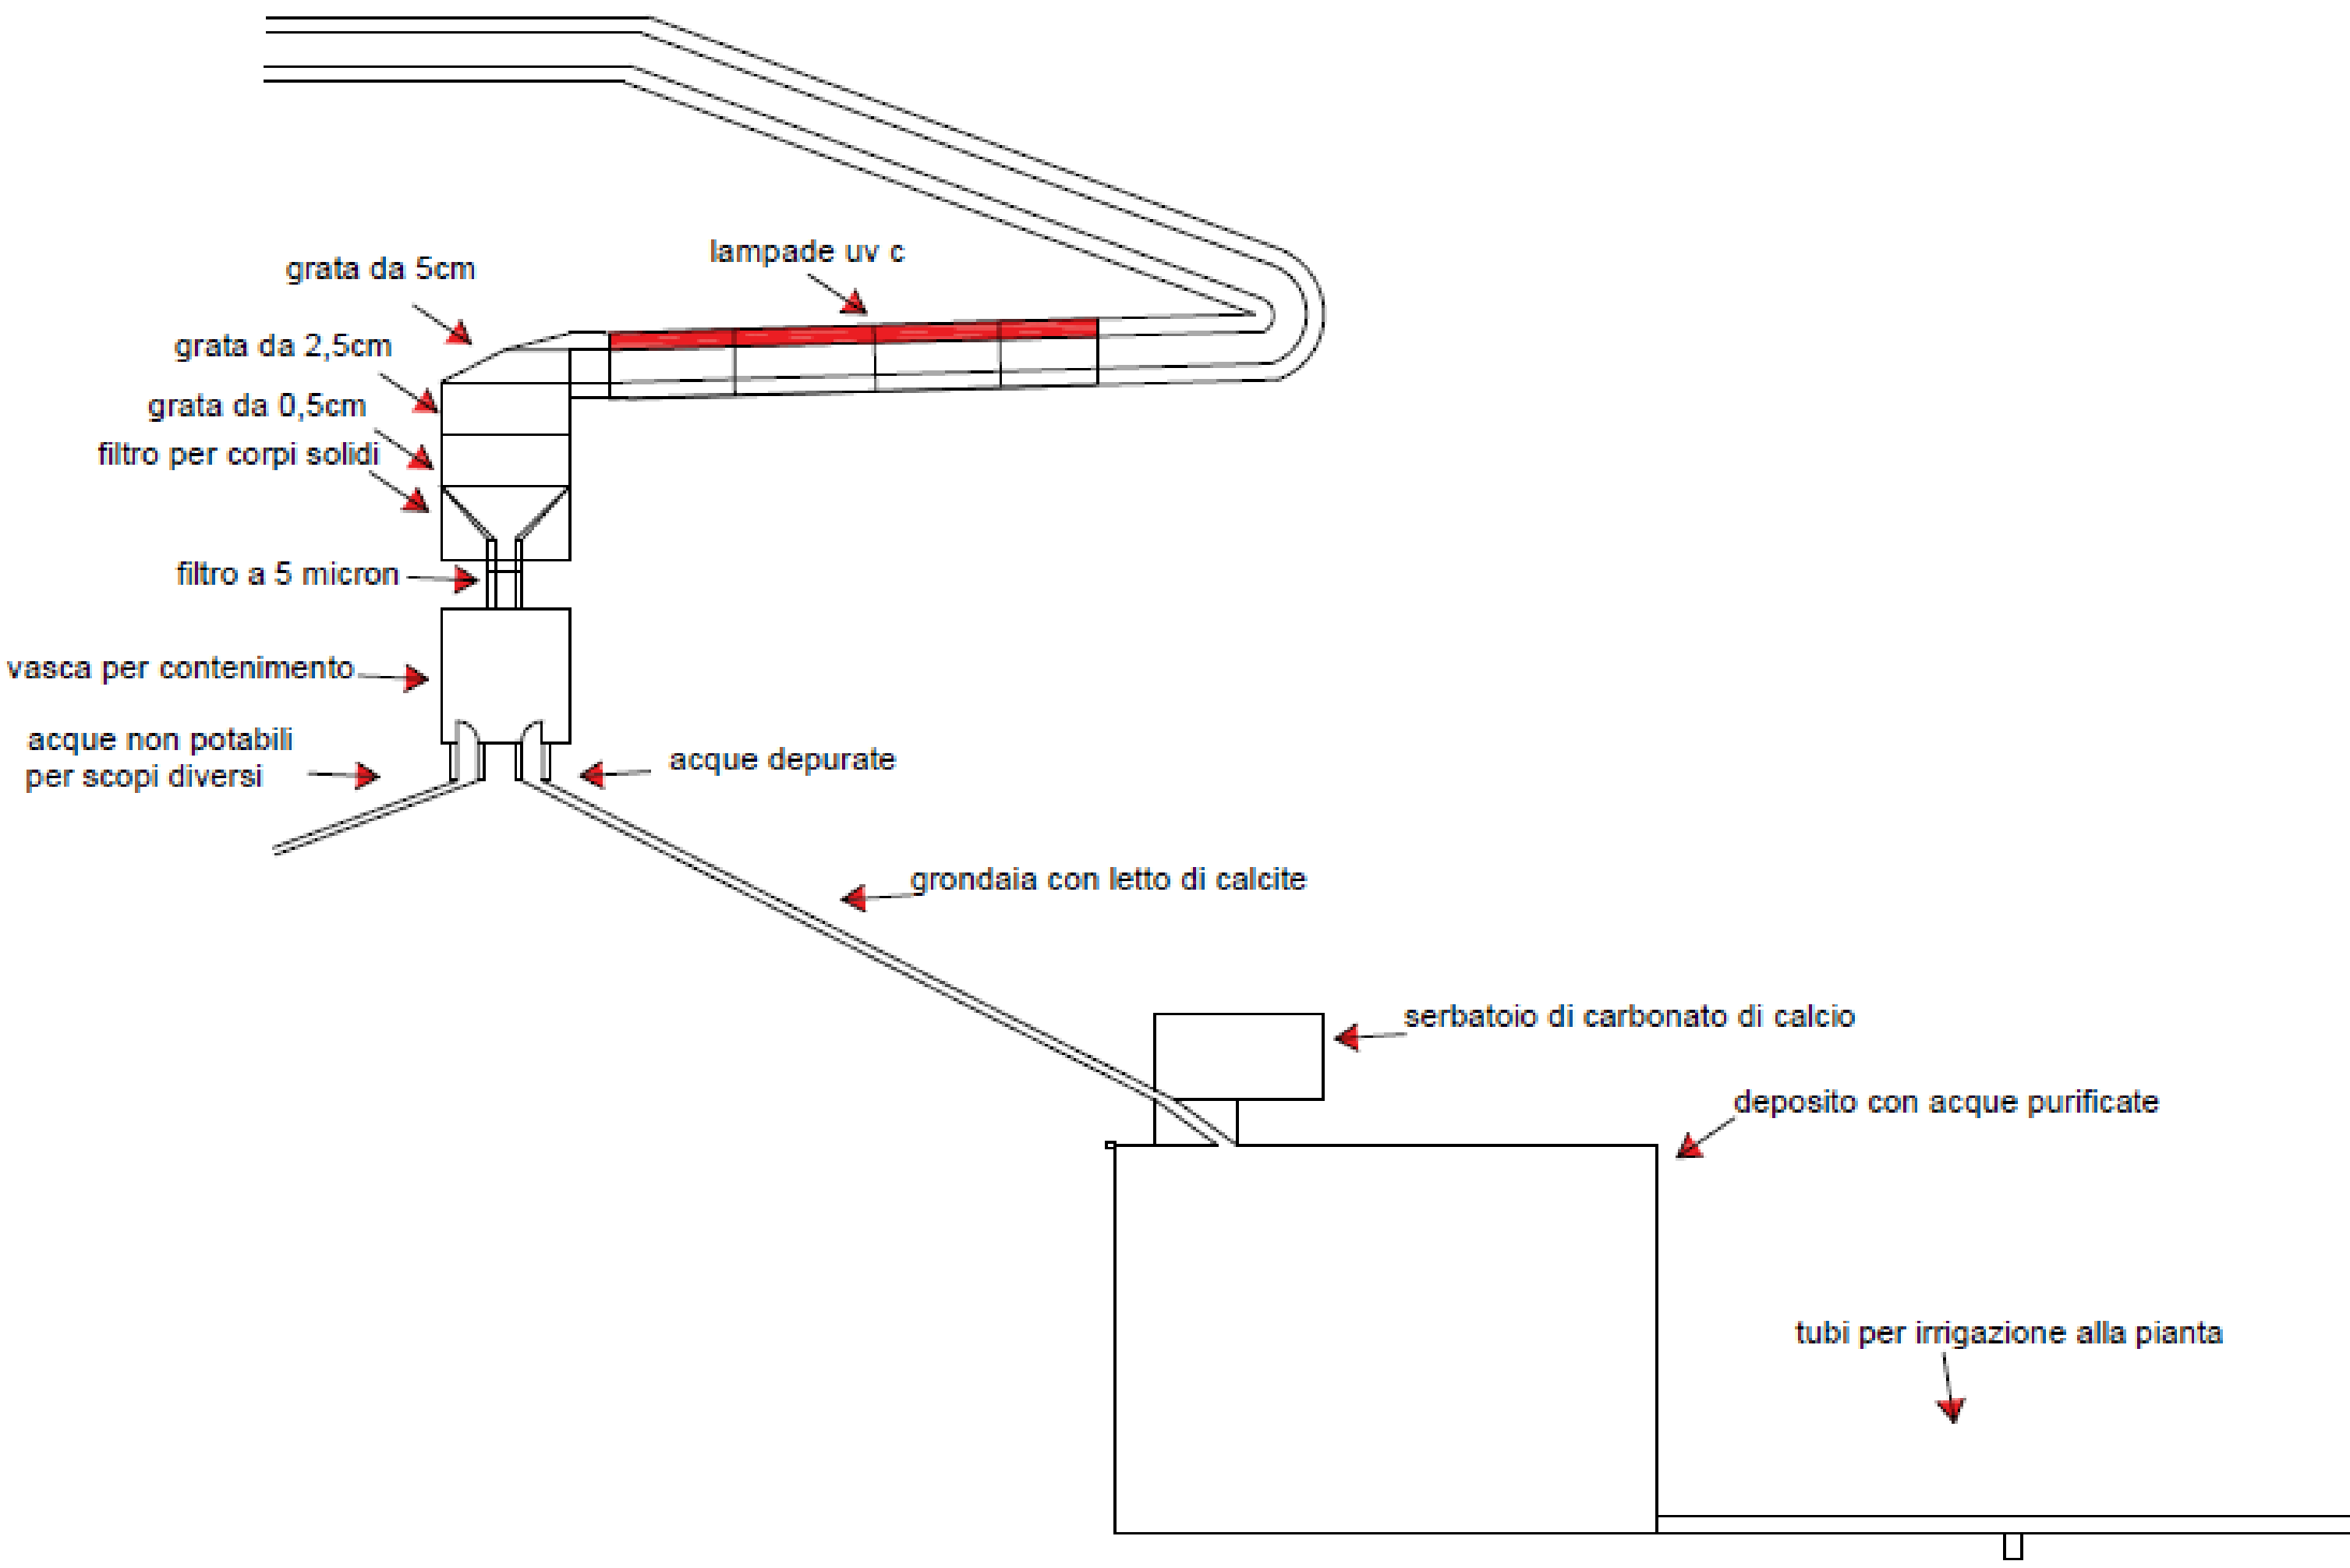 lampade uv c
grata da 5cm
grata da 2,5cm
grata da 0,5cm
filtro per corpi solidi
filtro a 5 micron
vasca per contenimento
acque non potabili
per scopi diversi
acque depurate
grondaia con letto di calcite
serbatoio di carbonato di calcio
deposito con acque purificate
tubi per irrigazione alla pianta